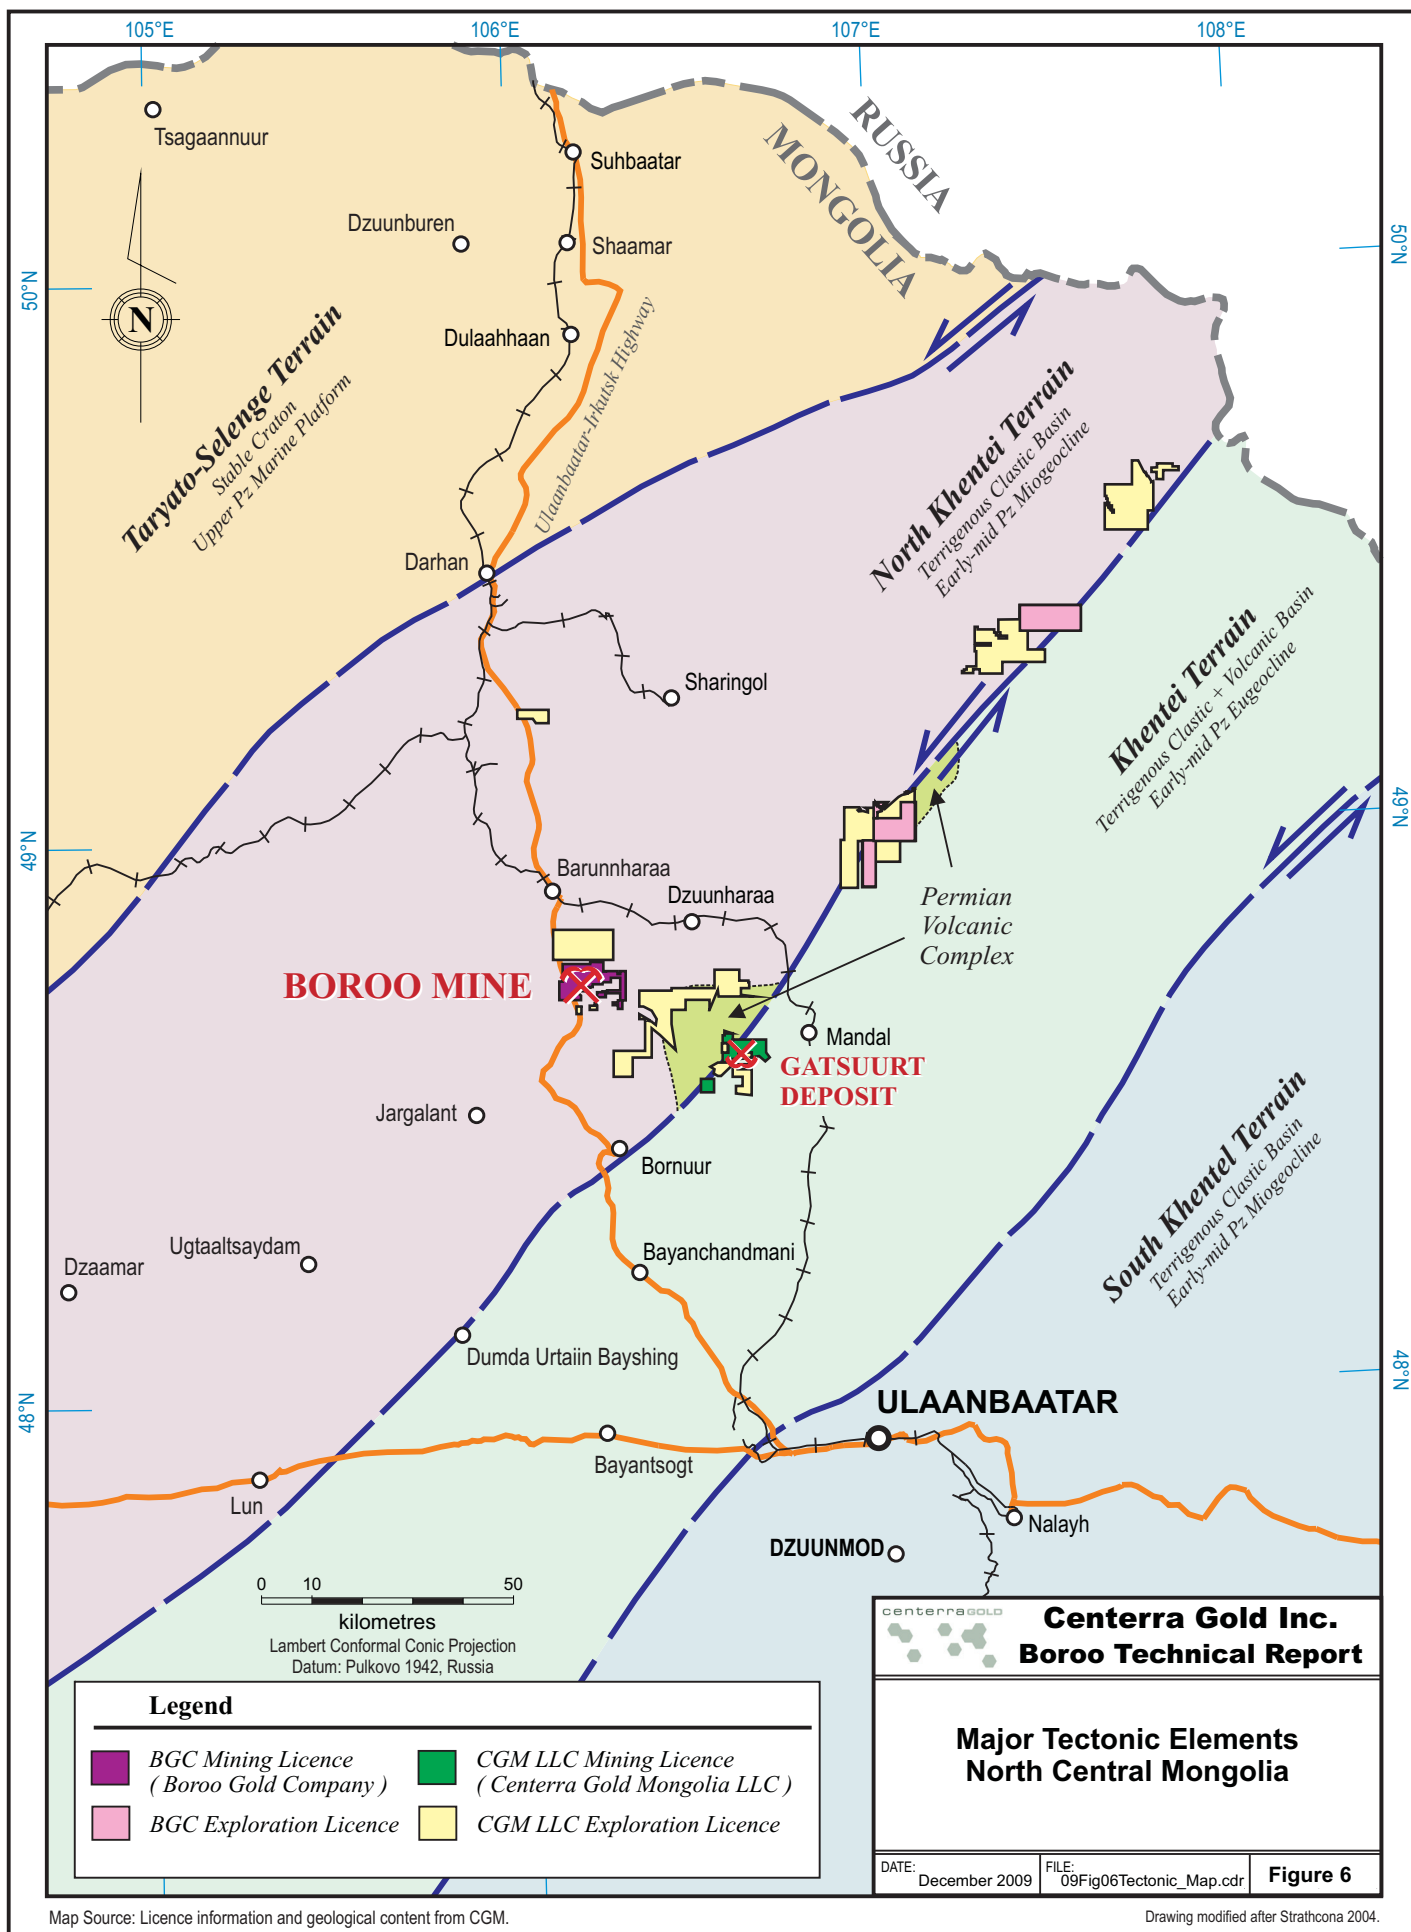 105°E
106°E
107°E
108°E
RUSSIA
MONGOLIA
Tsagaannuur
Suhbaatar
Dzuunburen
Shaamar
50°N
50°N
N
Dulaahhaan
Ulaanbaatar-Irkutsk Highway
Taryato-Selenge Terrain
Stable Craton
Upper Pz Marine Platform
North Khentei Terrain
Terrigenous Clastic Basin
Early-mid Pz Miogeocline
Darhan
Sharingol
Khentei Terrain
Terrigenous Clastic + Volcanic Basin
Early-mid Pz Eugeocline
49°N
49°N
Barunnharaa
Dzuunharaa
Permian
Volcanic
Complex
BOROO MINE
Mandal
GATSUURT
DEPOSIT
Jargalant
Bornuur
South Khentel Terrain
Terrigenous Clastic Basin
Early-mid Pz Miogeocline
Ugtaaltsaydam
Bayanchandmani
Dzaamar
Dumda Urtaiin Bayshing
48°N
48°N
ULAANBAATAR
Bayantsogt
Lun
Nalayh
DZUUNMOD
0 10 50
kilometres
Lambert Conformal Conic Projection
Datum: Pulkovo 1942, Russia
centerraGOLD
Centerra Gold Inc.
Boroo Technical Report
Major Tectonic Elements
North Central Mongolia
DATE: December 2009
FILE: 09Fig06Tectonic_Map.cdr
Figure 6
Legend
BGC Mining Licence
( Boroo Gold Company )
CGM LLC Mining Licence
( Centerra Gold Mongolia LLC )
BGC Exploration Licence
CGM LLC Exploration Licence
Map Source: Licence information and geological content from CGM.
Drawing modified after Strathcona 2004.